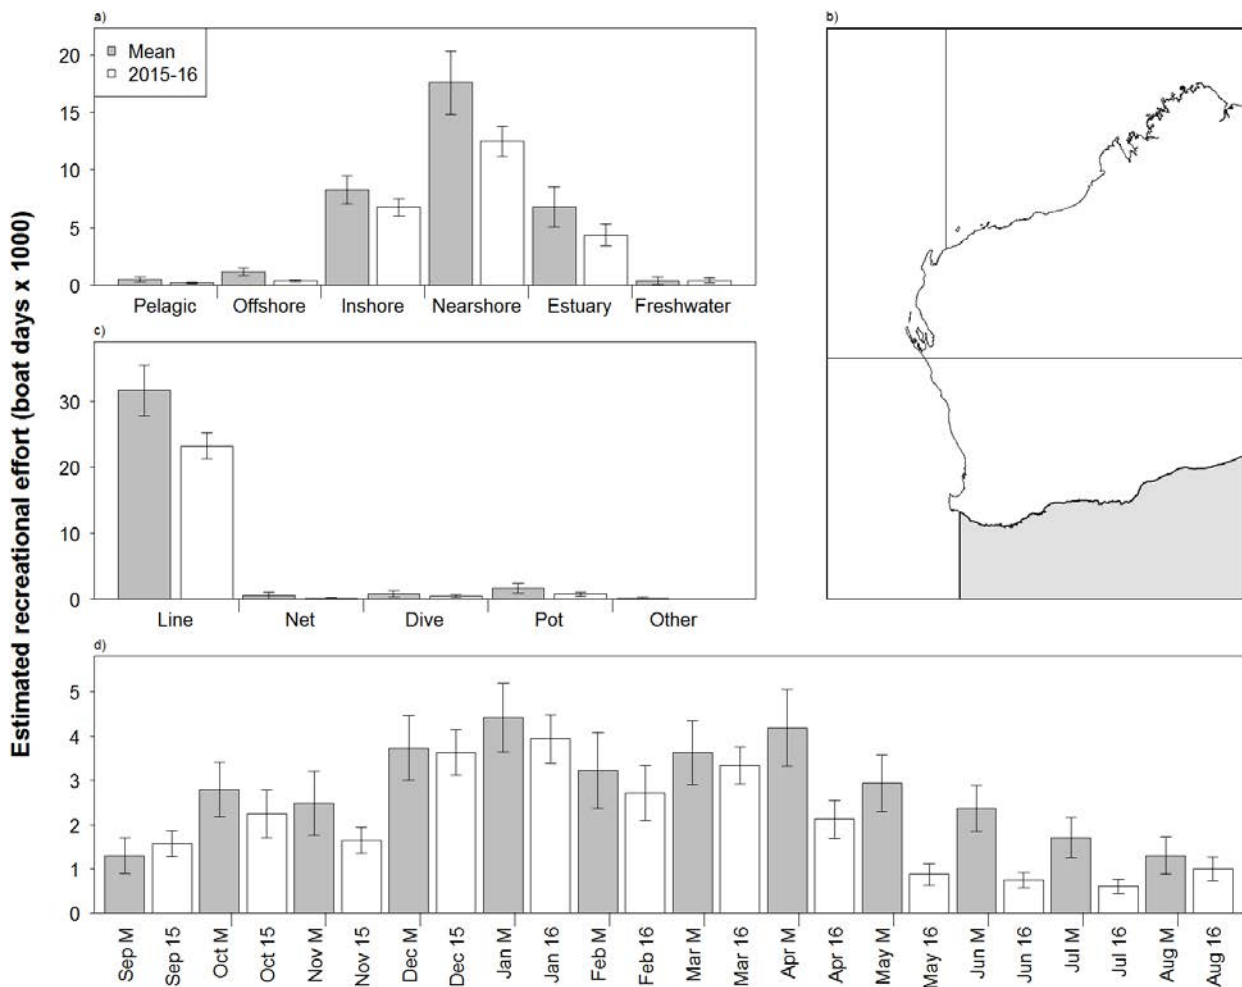 a)
Mean
2015-16
20
15
10
5
0
Pelagic Offshore Inshore Nearshore Estuary Freshwater
b)
c)
30
20
10
0
Line Net Dive Pot Other
d)
5
4
3
2
1
0
Sep M Sep 15 Oct M Oct 15 Nov M Nov 15 Dec M Dec 15 Jan M Jan 16 Feb M Feb 16 Mar M Mar 16 Apr M Apr 16 May M May 16 Jun M Jun 16 Jul M Jul 16 Aug M Aug 16
Estimated recreational effort (boat days x 1000)